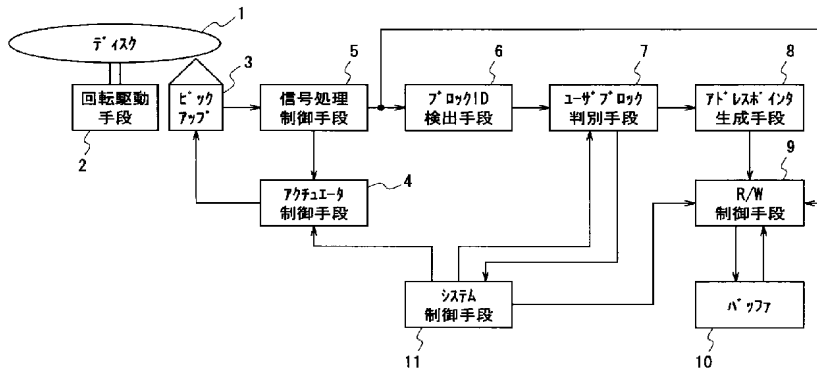 1
ディスク
回転駆動
手段
2
ピック
アップ
3
信号処理
制御手段
5
ブロックID
検出手段
6
ユーザブロック
判別手段
7
アドレスポインタ
生成手段
8
アクチュエータ
制御手段
4
R/W
制御手段
9
システム
制御手段
11
バッファ
10